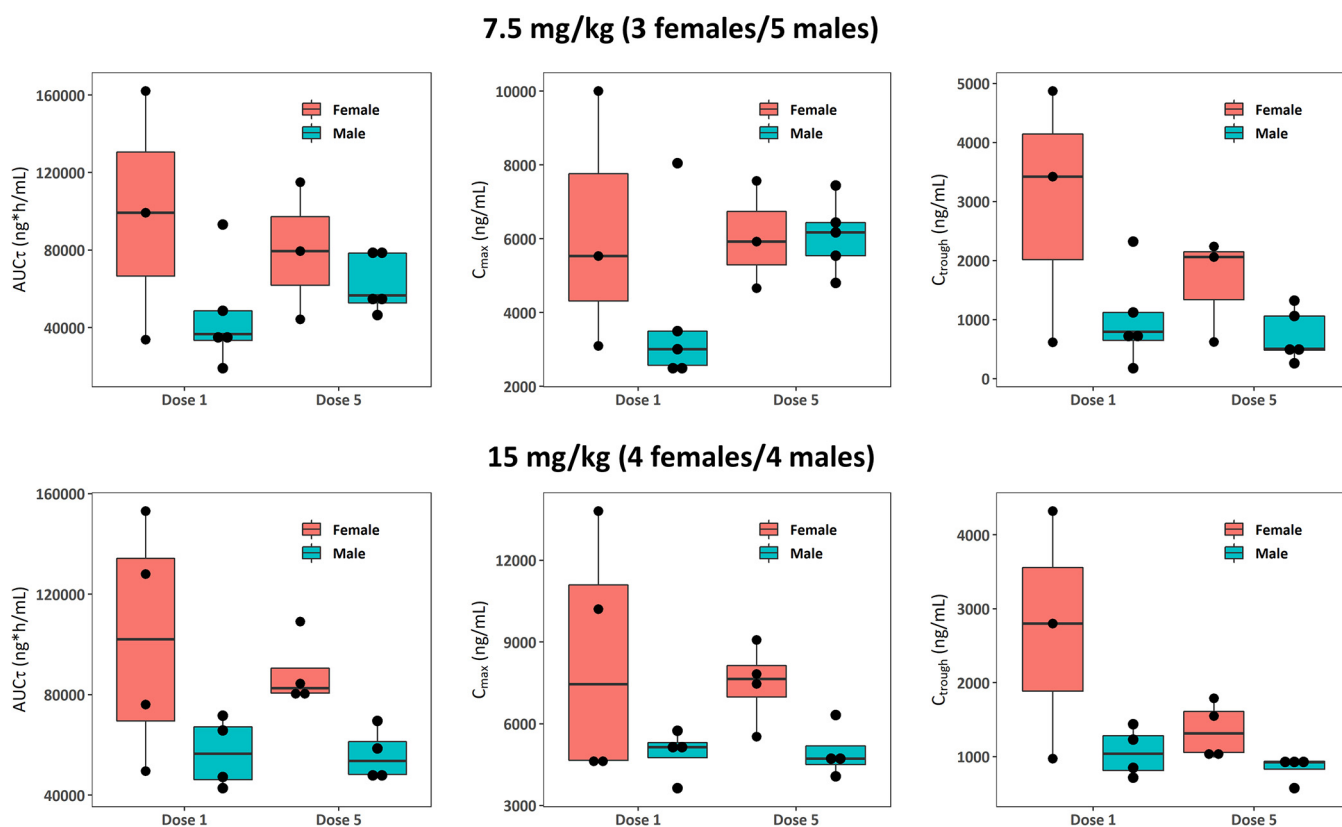 7.5 mg/kg (3 females/5 males)
AUCτ (ng*h/mL)
160000
120000
80000
40000
Female
Male
Dose 1
Dose 5
Cmax (ng/mL)
10000
8000
6000
4000
2000
Female
Male
Dose 1
Dose 5
Ctrough (ng/mL)
5000
4000
3000
2000
1000
0
Female
Male
Dose 1
Dose 5
15 mg/kg (4 females/4 males)
AUCτ (ng*h/mL)
160000
120000
80000
40000
Female
Male
Dose 1
Dose 5
Cmax (ng/mL)
12000
9000
6000
3000
Female
Male
Dose 1
Dose 5
Ctrough (ng/mL)
4000
3000
2000
1000
Female
Male
Dose 1
Dose 5